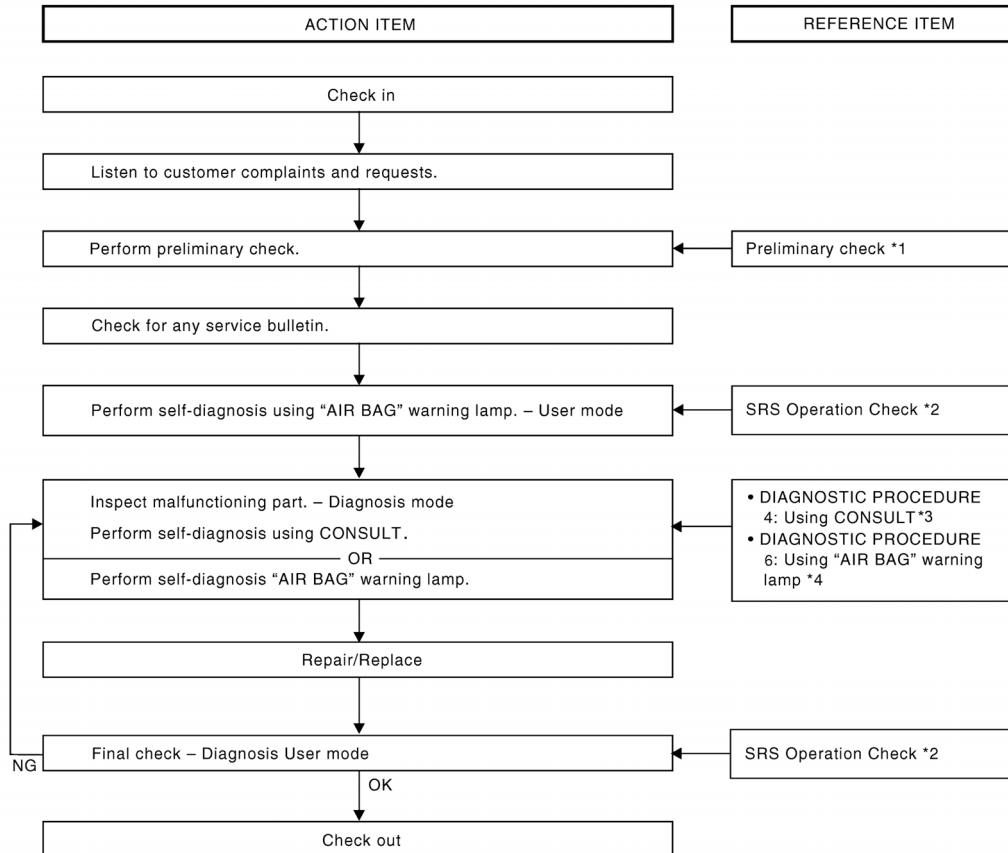 ACTION ITEM
REFERENCE ITEM
Check in
Listen to customer complaints and requests.
Perform preliminary check.
Preliminary check *1
Check for any service bulletin.
Perform self-diagnosis using “AIR BAG” warning lamp. – User mode
SRS Operation Check *2
Inspect malfunctioning part. – Diagnosis mode
Perform self-diagnosis using CONSULT.
OR
Perform self-diagnosis “AIR BAG” warning lamp.
• DIAGNOSTIC PROCEDURE
4: Using CONSULT*3
• DIAGNOSTIC PROCEDURE
6: Using “AIR BAG” warning
lamp *4
Repair/Replace
Final check – Diagnosis User mode
SRS Operation Check *2
NG
OK
Check out